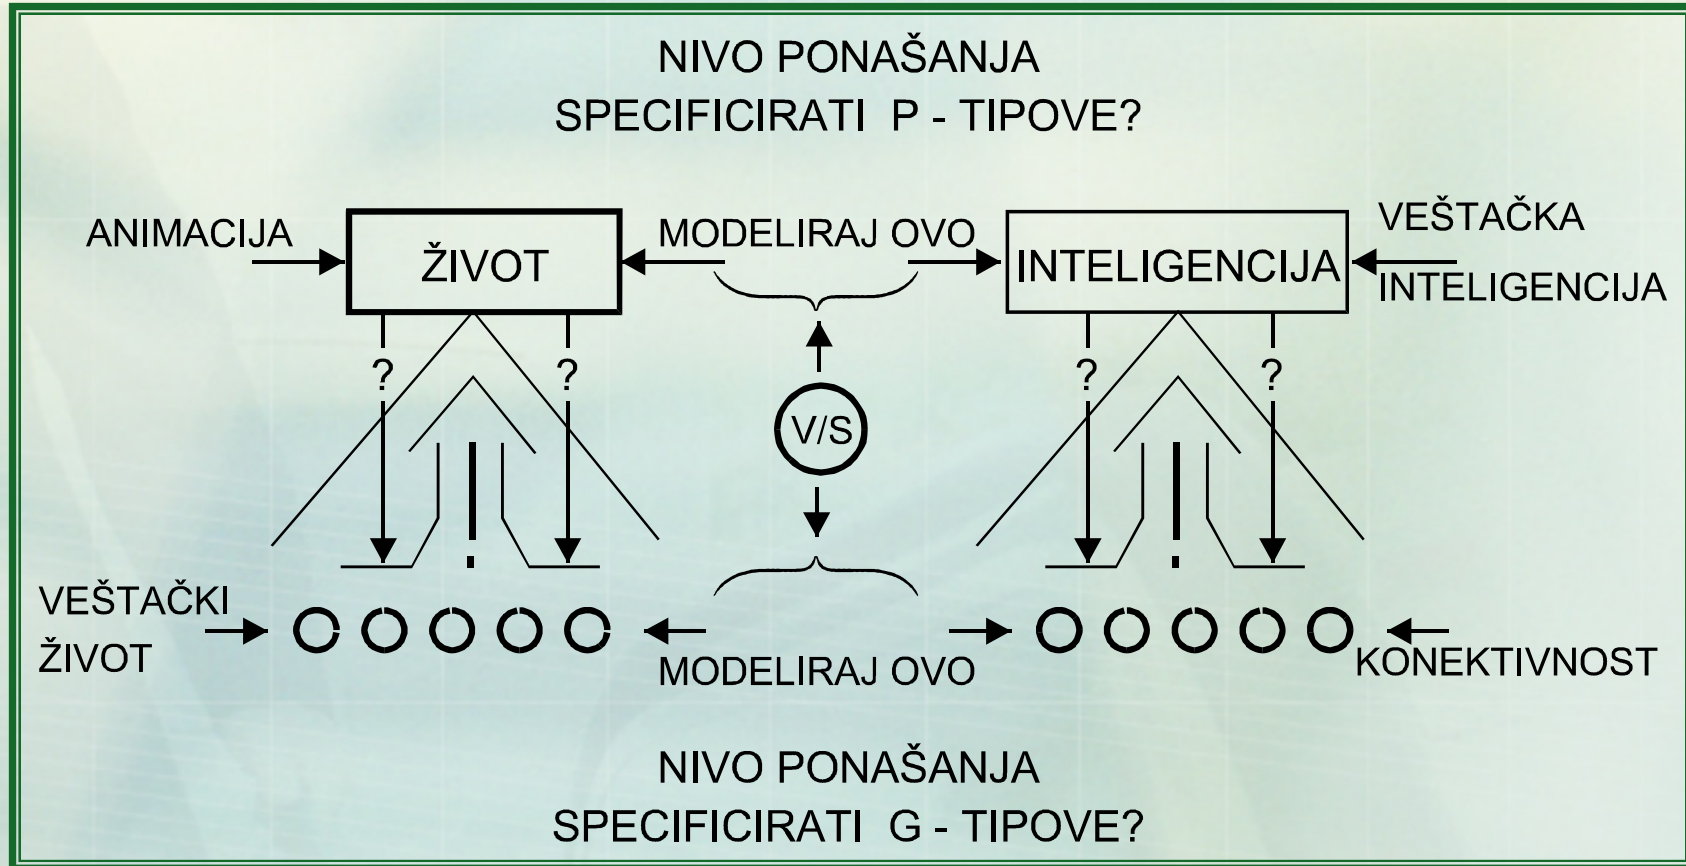 NIVO PONAŠANJA
SPECIFICIRATI P - TIPOVE?
ANIMACIJA
ŽIVOT
MODELIRAJ OVO
INTELIGENCIJA
VEŠTAČKA
INTELIGENCIJA
?
?
?
?
V/S
VEŠTAČKI
ŽIVOT
MODELIRAJ OVO
KONEKTIVNOST
NIVO PONAŠANJA
SPECIFICIRATI G - TIPOVE?